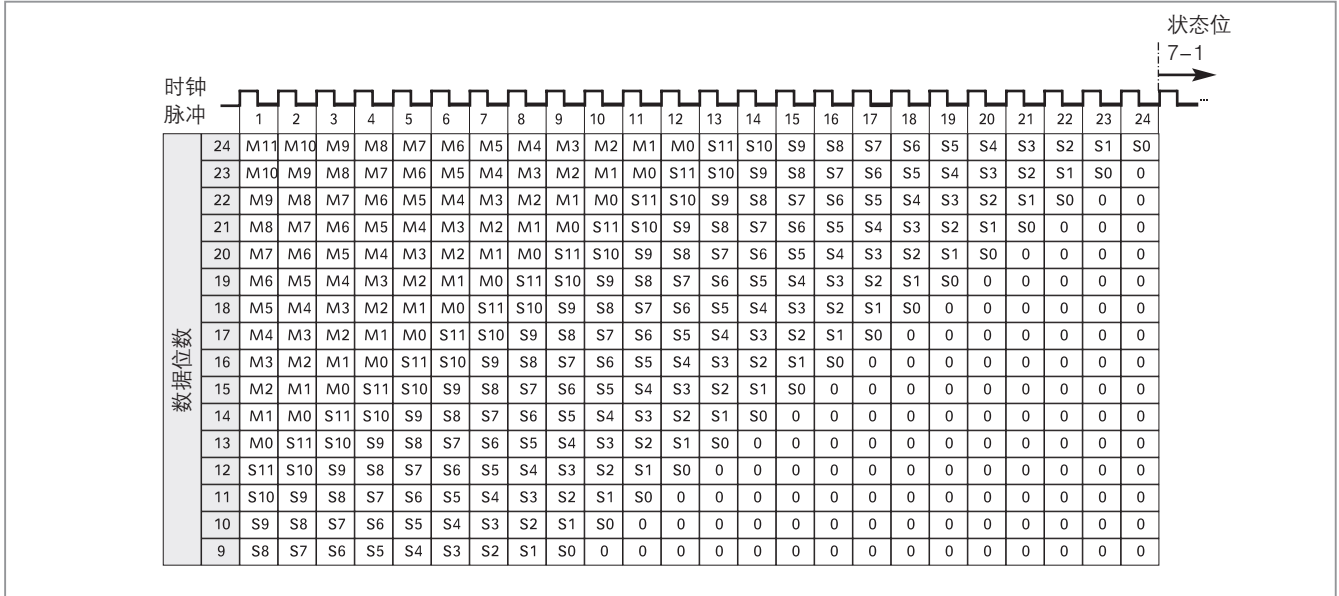 状态位
7-1
时钟
脉冲
...
1 2 3 4 5 6 7 8 9 10 11 12 13 14 15 16 17 18 19 20 21 22 23 24
数据位数
24 M11 M10 M9 M8 M7 M6 M5 M4 M3 M2 M1 M0 S11 S10 S9 S8 S7 S6 S5 S4 S3 S2 S1 S0
23 M10 M9 M8 M7 M6 M5 M4 M3 M2 M1 M0 S11 S10 S9 S8 S7 S6 S5 S4 S3 S2 S1 S0 0
22 M9 M8 M7 M6 M5 M4 M3 M2 M1 M0 S11 S10 S9 S8 S7 S6 S5 S4 S3 S2 S1 S0 0 0
21 M8 M7 M6 M5 M4 M3 M2 M1 M0 S11 S10 S9 S8 S7 S6 S5 S4 S3 S2 S1 S0 0 0 0
20 M7 M6 M5 M4 M3 M2 M1 M0 S11 S10 S9 S8 S7 S6 S5 S4 S3 S2 S1 S0 0 0 0 0
19 M6 M5 M4 M3 M2 M1 M0 S11 S10 S9 S8 S7 S6 S5 S4 S3 S2 S1 S0 0 0 0 0 0
18 M5 M4 M3 M2 M1 M0 S11 S10 S9 S8 S7 S6 S5 S4 S3 S2 S1 S0 0 0 0 0 0 0
17 M4 M3 M2 M1 M0 S11 S10 S9 S8 S7 S6 S5 S4 S3 S2 S1 S0 0 0 0 0 0 0 0
16 M3 M2 M1 M0 S11 S10 S9 S8 S7 S6 S5 S4 S3 S2 S1 S0 0 0 0 0 0 0 0 0
15 M2 M1 M0 S11 S10 S9 S8 S7 S6 S5 S4 S3 S2 S1 S0 0 0 0 0 0 0 0 0 0
14 M1 M0 S11 S10 S9 S8 S7 S6 S5 S4 S3 S2 S1 S0 0 0 0 0 0 0 0 0 0 0
13 M0 S11 S10 S9 S8 S7 S6 S5 S4 S3 S2 S1 S0 0 0 0 0 0 0 0 0 0 0 0
12 S11 S10 S9 S8 S7 S6 S5 S4 S3 S2 S1 S0 0 0 0 0 0 0 0 0 0 0 0 0
11 S10 S9 S8 S7 S6 S5 S4 S3 S2 S1 S0 0 0 0 0 0 0 0 0 0 0 0 0 0
10 S9 S8 S7 S6 S5 S4 S3 S2 S1 S0 0 0 0 0 0 0 0 0 0 0 0 0 0 0
9 S8 S7 S6 S5 S4 S3 S2 S1 S0 0 0 0 0 0 0 0 0 0 0 0 0 0 0 0